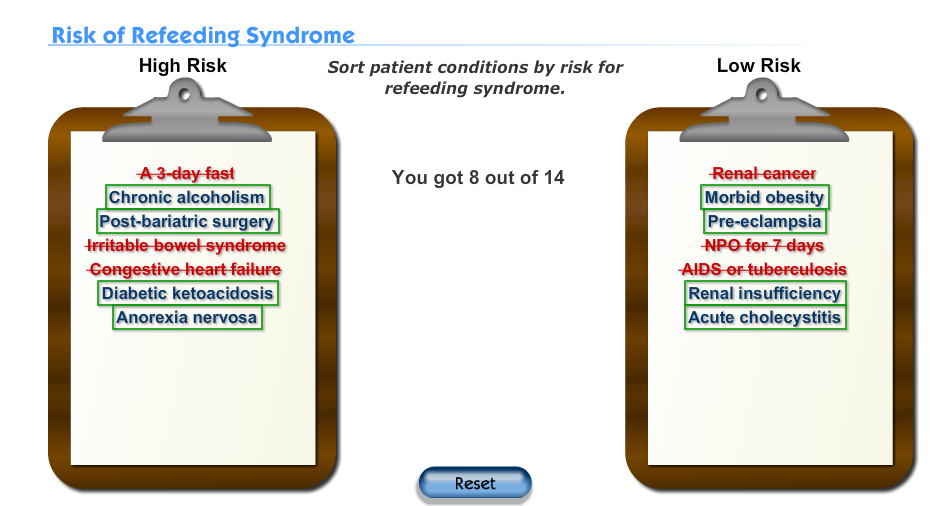 Risk of Refeeding Syndrome
High Risk
Sort patient conditions by risk for
refeeding syndrome.
Low Risk
You got 8 out of 14
A 3-day fast
Chronic alcoholism
Post-bariatric surgery
Irritable bowel syndrome
Congestive heart failure
Diabetic ketoacidosis
Anorexia nervosa
Renal cancer
Morbid obesity
Pre-eclampsia
NPO for 7 days
AIDS or tuberculosis
Renal insufficiency
Acute cholecystitis
Reset